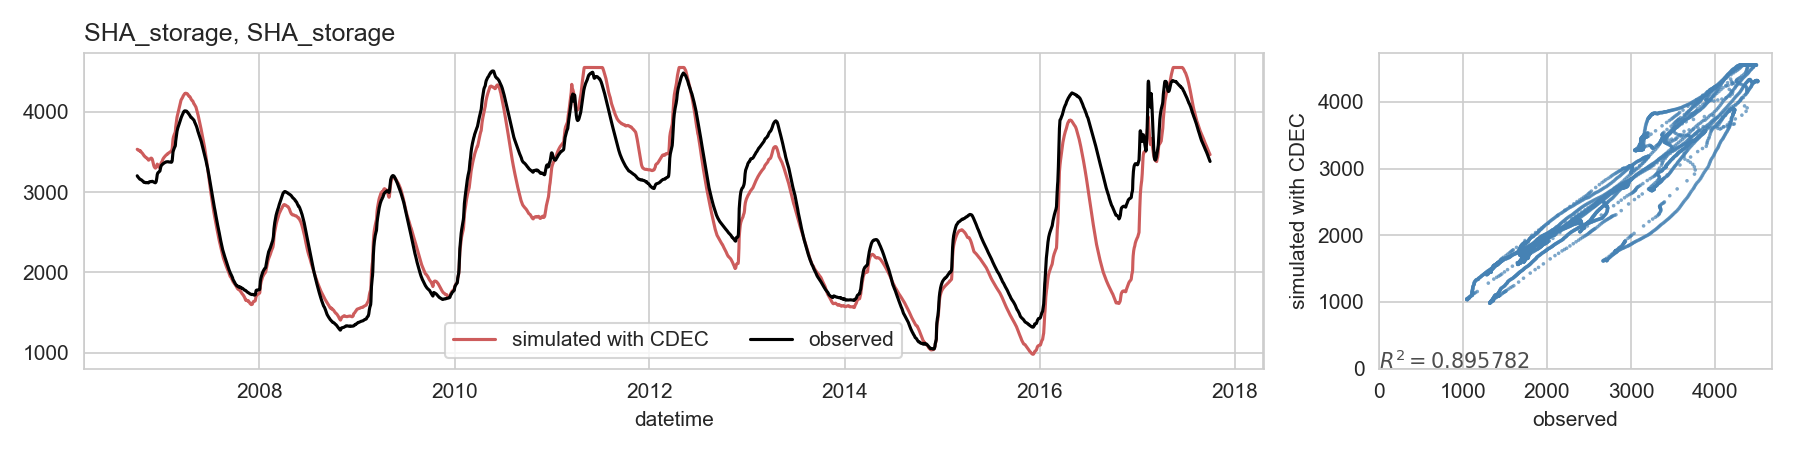 SHA_storage, SHA_storage
4000
3000
2000
1000
2008
2010
2012
2014
2016
2018
datetime
simulated with CDEC
observed
simulated with CDEC
4000
3000
2000
1000
0
R² = 0.895782
0
1000
2000
3000
4000
observed